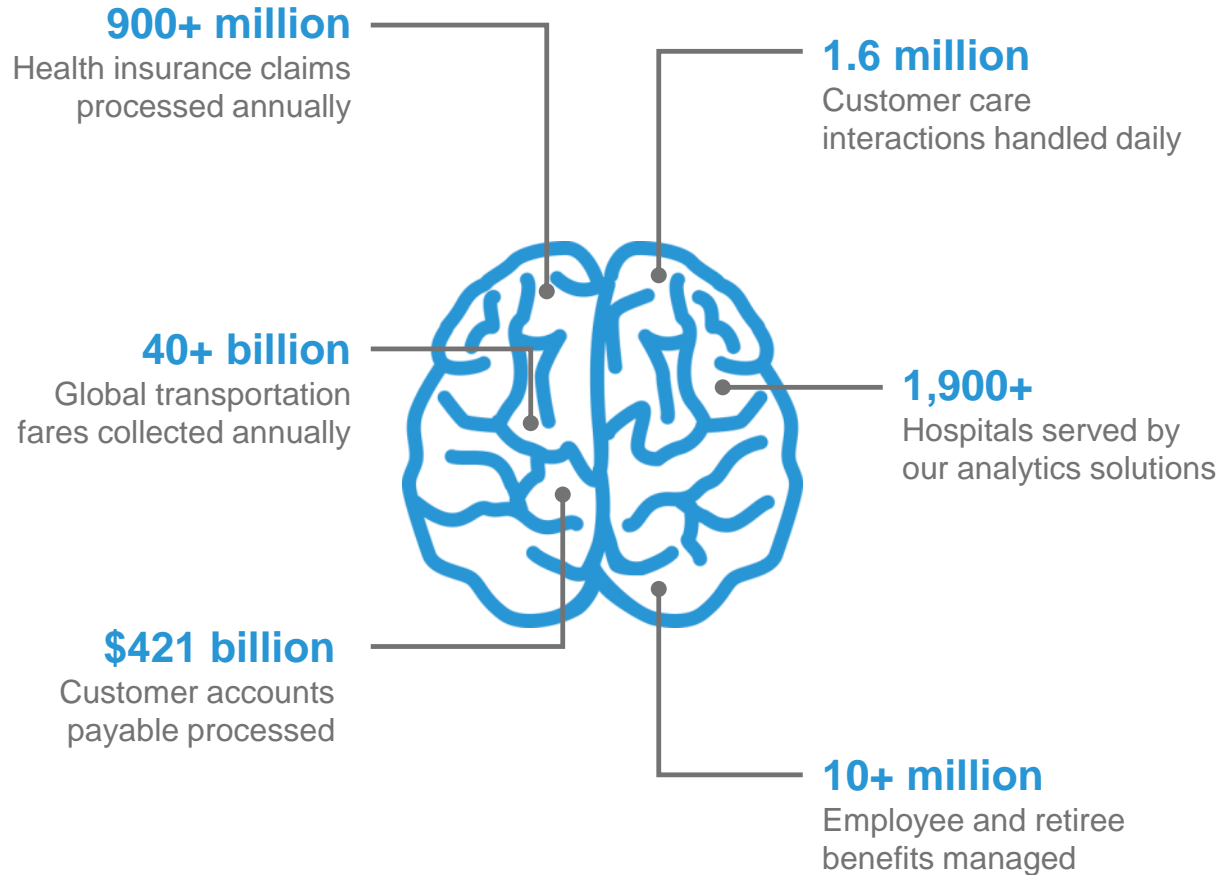 900+ million
Health insurance claims
processed annually
1.6 million
Customer care
interactions handled daily
40+ billion
Global transportation
fares collected annually
1,900+
Hospitals served by
our analytics solutions
$421 billion
Customer accounts
payable processed
10+ million
Employee and retiree
benefits managed